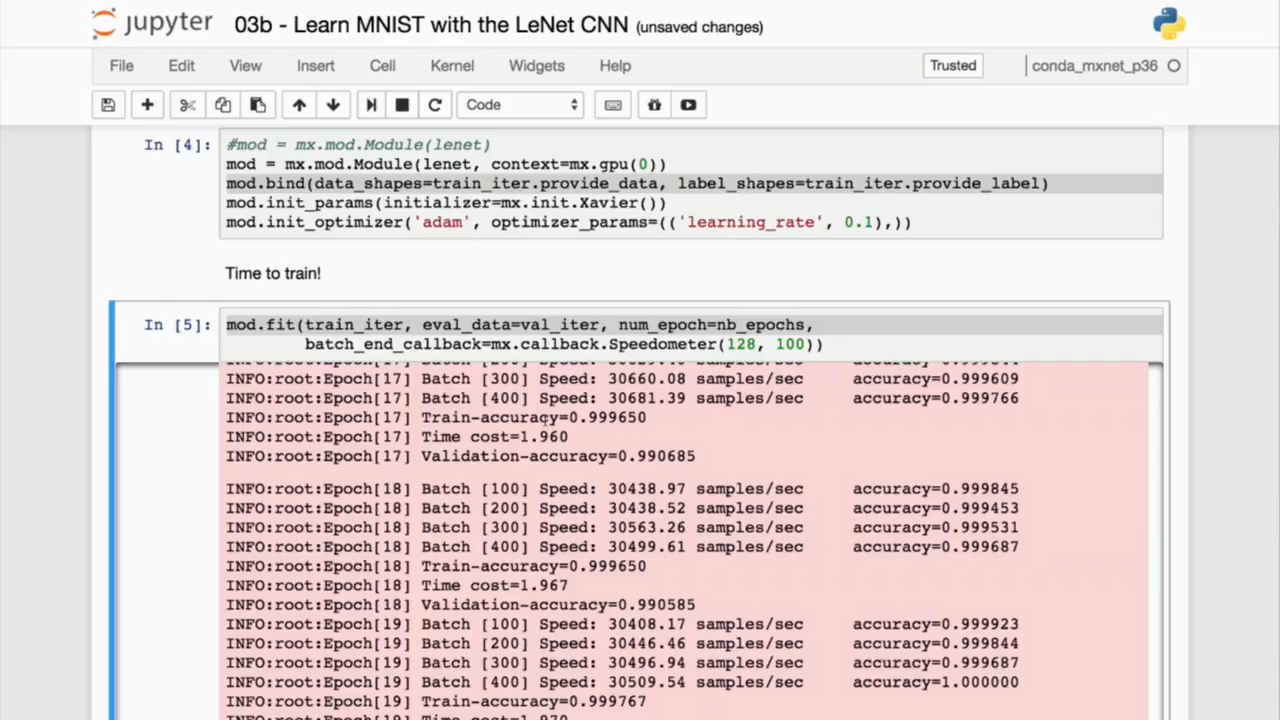 jupyter 03b - Learn MNIST with the LeNet CNN (unsaved changes)
File Edit View Insert Cell Kernel Widgets Help Trusted conda_mxnet_p36
Code
In [4]: #mod = mx.mod.Module(lenet)
mod = mx.mod.Module(lenet, context=mx.gpu(0))
mod.bind(data_shapes=train_iter.provide_data, label_shapes=train_iter.provide_label)
mod.init_params(initializer=mx.init.Xavier())
mod.init_optimizer('adam', optimizer_params=(('learning_rate', 0.1),))
Time to train!
In [5]: mod.fit(train_iter, eval_data=val_iter, num_epoch=nb_epochs,
batch_end_callback=mx.callback.Speedometer(128, 100))
INFO:root:Epoch[17] Batch [300] Speed: 30660.08 samples/sec accuracy=0.999609
INFO:root:Epoch[17] Batch [400] Speed: 30681.39 samples/sec accuracy=0.999766
INFO:root:Epoch[17] Train-accuracy=0.999650
INFO:root:Epoch[17] Time cost=1.960
INFO:root:Epoch[17] Validation-accuracy=0.990685
INFO:root:Epoch[18] Batch [100] Speed: 30438.97 samples/sec accuracy=0.999845
INFO:root:Epoch[18] Batch [200] Speed: 30438.52 samples/sec accuracy=0.999453
INFO:root:Epoch[18] Batch [300] Speed: 30563.26 samples/sec accuracy=0.999531
INFO:root:Epoch[18] Batch [400] Speed: 30499.61 samples/sec accuracy=0.999687
INFO:root:Epoch[18] Train-accuracy=0.999650
INFO:root:Epoch[18] Time cost=1.967
INFO:root:Epoch[18] Validation-accuracy=0.990585
INFO:root:Epoch[19] Batch [100] Speed: 30408.17 samples/sec accuracy=0.999923
INFO:root:Epoch[19] Batch [200] Speed: 30446.46 samples/sec accuracy=0.999844
INFO:root:Epoch[19] Batch [300] Speed: 30496.94 samples/sec accuracy=0.999687
INFO:root:Epoch[19] Batch [400] Speed: 30509.54 samples/sec accuracy=1.000000
INFO:root:Epoch[19] Train-accuracy=0.999767